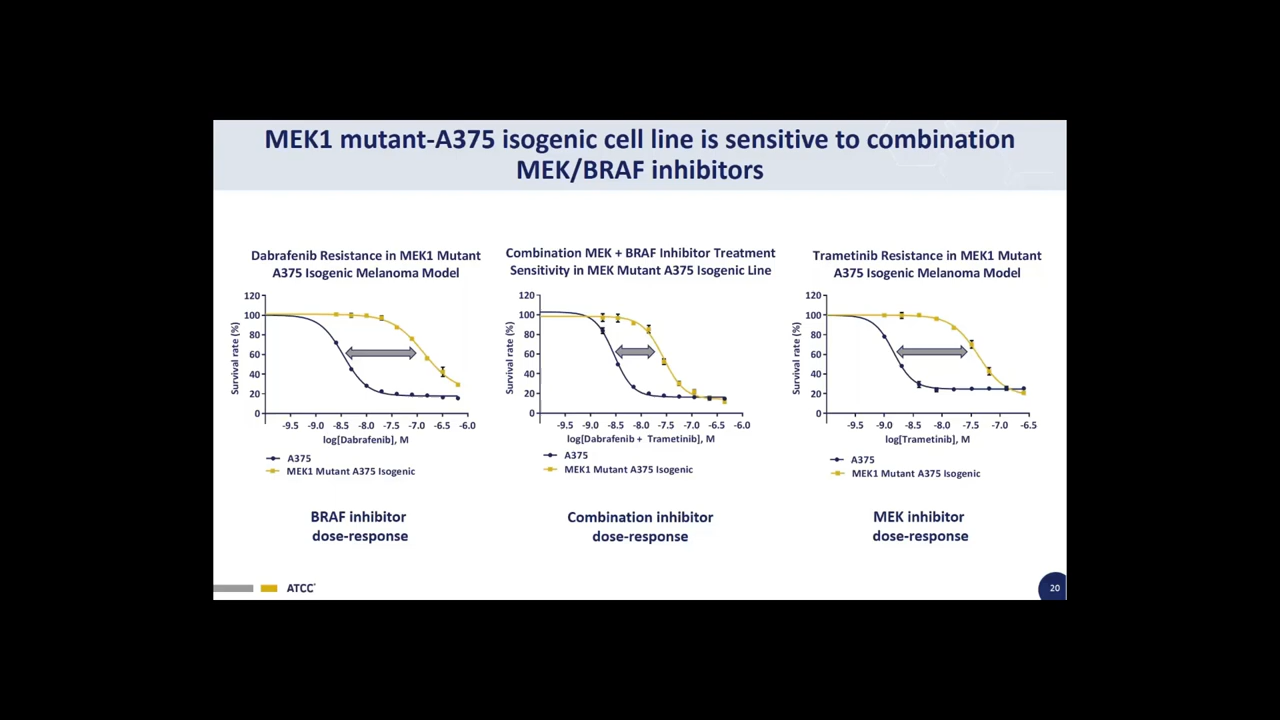 MEK1 mutant-A375 isogenic cell line is sensitive to combination
MEK/BRAF inhibitors
Dabrafenib Resistance in MEK1 Mutant
A375 Isogenic Melanoma Model
120
100
80
60
40
20
0
Survival rate (%)
-9.5 -9.0 -8.5 -8.0 -7.5 -7.0 -6.5 -6.0
log[Dabrafenib], M
A375
MEK1 Mutant A375 Isogenic
BRAF inhibitor
dose-response
Combination MEK + BRAF Inhibitor Treatment
Sensitivity in MEK Mutant A375 Isogenic Line
120
100
80
60
40
20
0
Survival rate (%)
-9.5 -9.0 -8.5 -8.0 -7.5 -7.0 -6.5 -6.0
log[Dabrafenib + Trametinib], M
A375
MEK1 Mutant A375 Isogenic
Combination inhibitor
dose-response
Trametinib Resistance in MEK1 Mutant
A375 Isogenic Melanoma Model
120
100
80
60
40
20
0
Survival rate (%)
-9.5 -9.0 -8.5 -8.0 -7.5 -7.0 -6.5
log[Trametinib], M
A375
MEK1 Mutant A375 Isogenic
MEK inhibitor
dose-response
ATCC
20